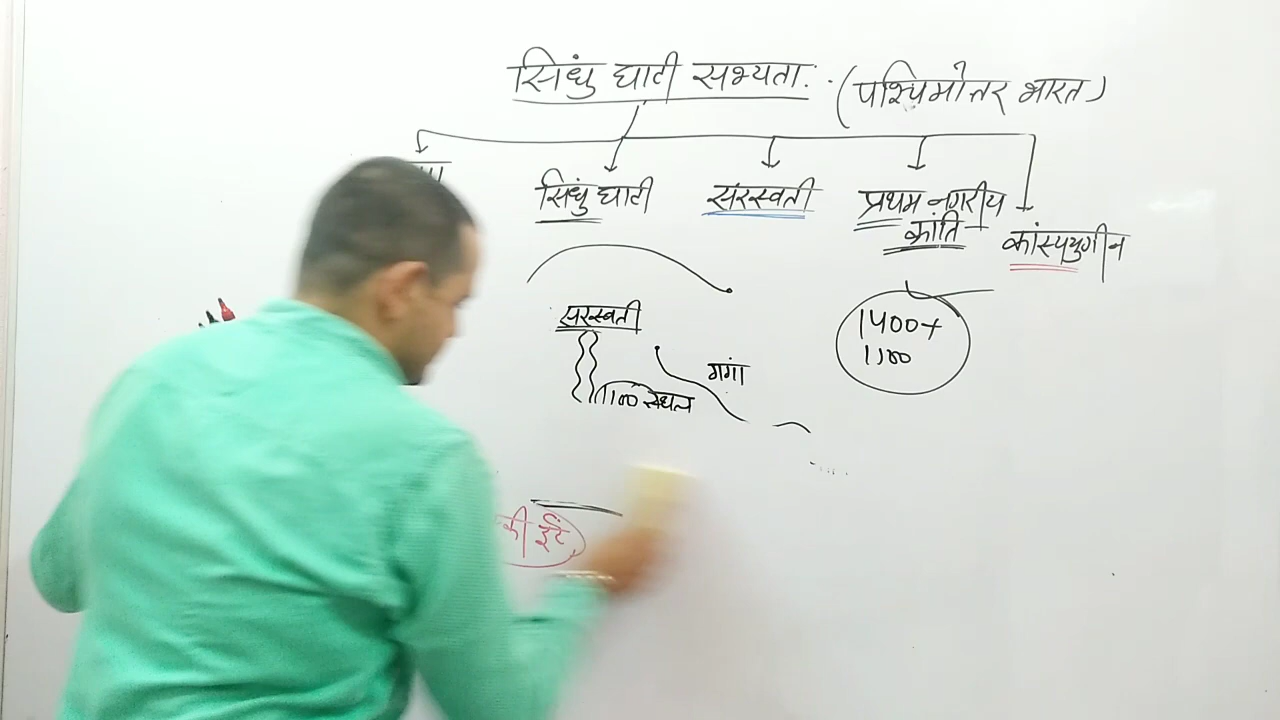 सिंधु घाटी सभ्यता: (पश्चिमोत्तर भारत)
सिंधु घाटी
सरस्वती
प्रथम नगरीय
क्रांति
कांस्ययुगीन
सरस्वती
1400+
1100
गंगा
1100 स्थल
की ईंटें